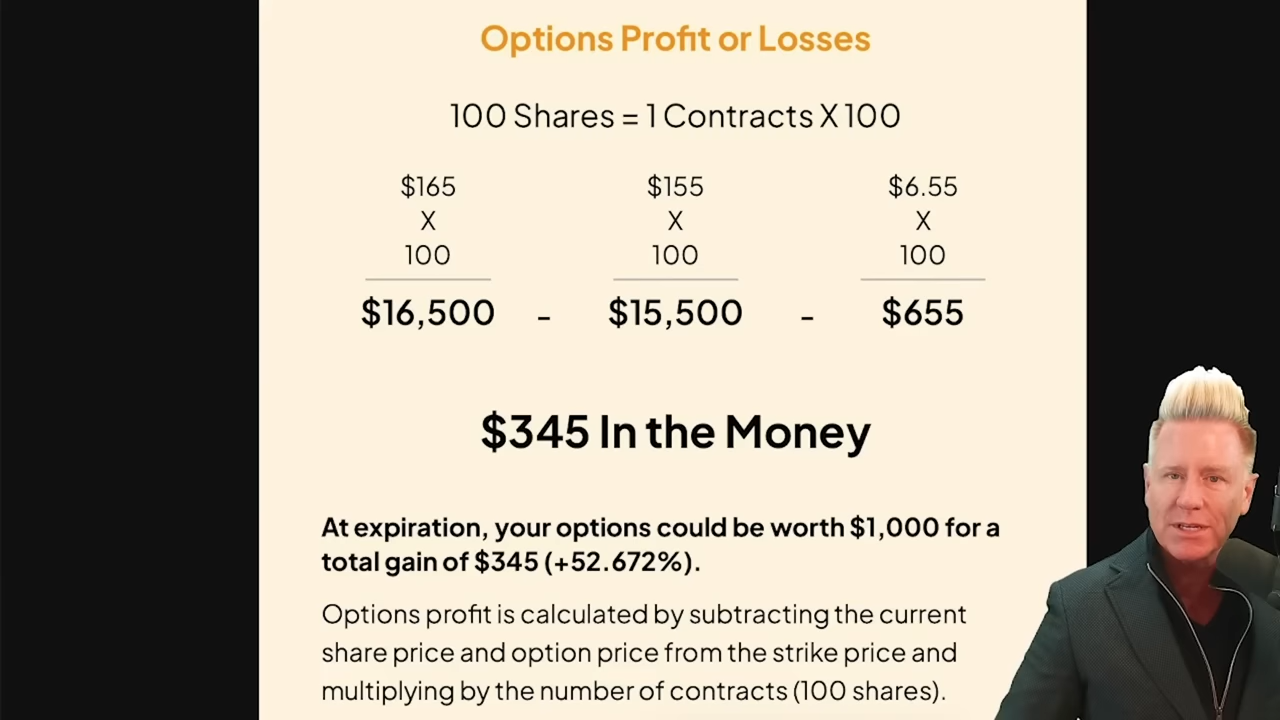 Options Profit or Losses
100 Shares = 1 Contracts X 100
$165 $155 $6.55
X X X
100 100 100
$16,500 - $15,500 - $655
$345 In the Money
At expiration, your options could be worth $1,000 for a
total gain of $345 (+52.672%).
Options profit is calculated by subtracting the current
share price and option price from the strike price and
multiplying by the number of contracts (100 shares).